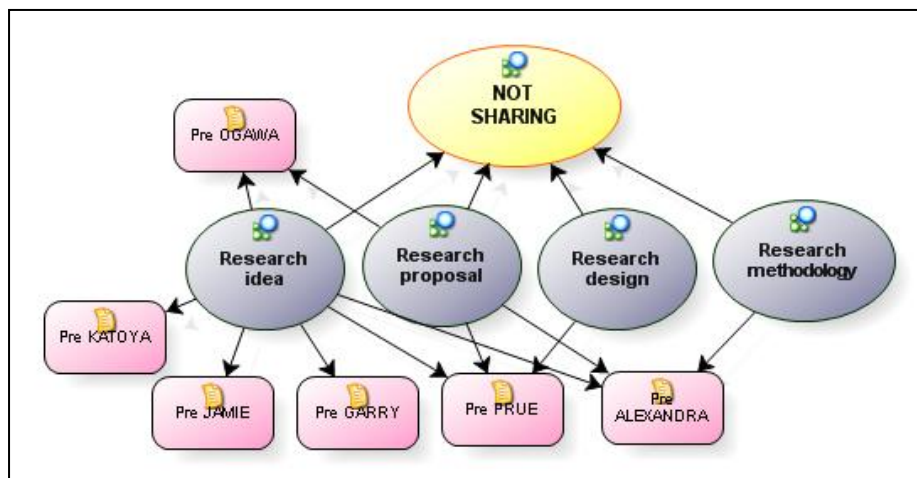 NOT
SHARING
Pre OGAWA
Research
idea
Research
proposal
Research
design
Research
methodology
Pre KATOYA
Pre JAMIE
Pre GARRY
Pre PRUE
Pre
ALEXANDRA